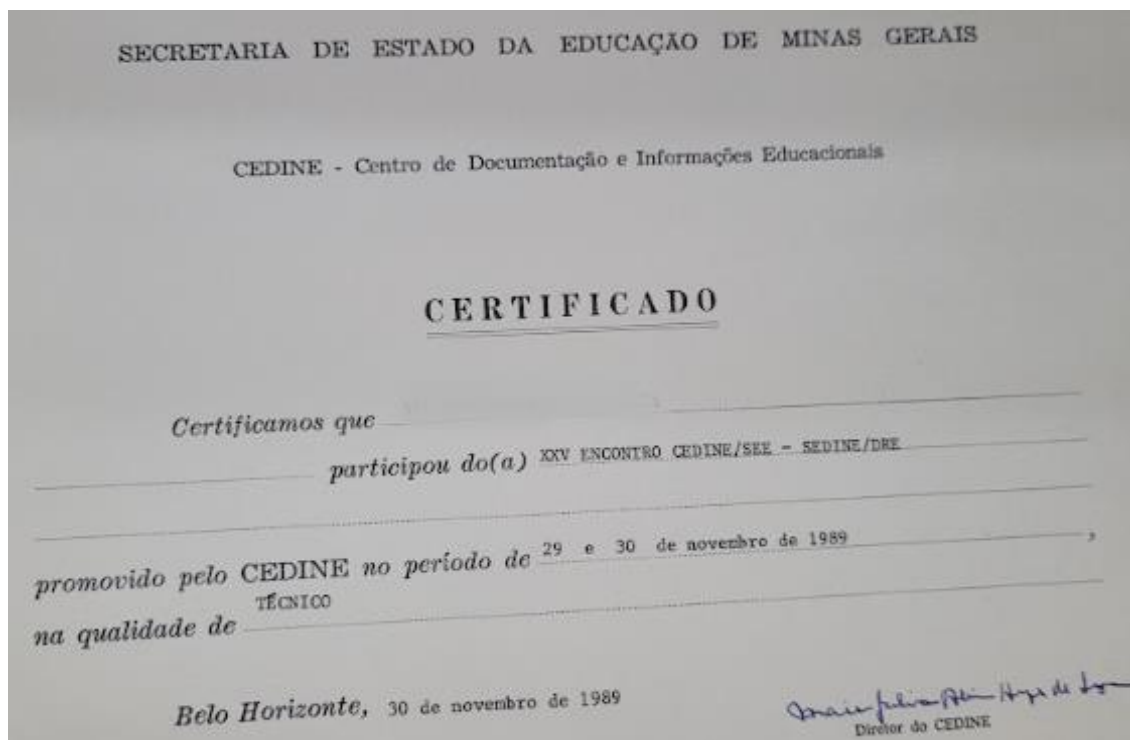 SECRETARIA DE ESTADO DA EDUCAÇÃO DE MINAS GERAIS
CEDINE - Centro de Documentação e Informações Educacionais
CERTIFICADO
Certificamos que
participou do(a) XXV ENCONTRO CEDINE/SEE - SEDINE/DRE
promovido pelo CEDINE no período de 29 e 30 de novembro de 1989,
na qualidade de TÉCNICO
Belo Horizonte, 30 de novembro de 1989
Diretor do CEDINE